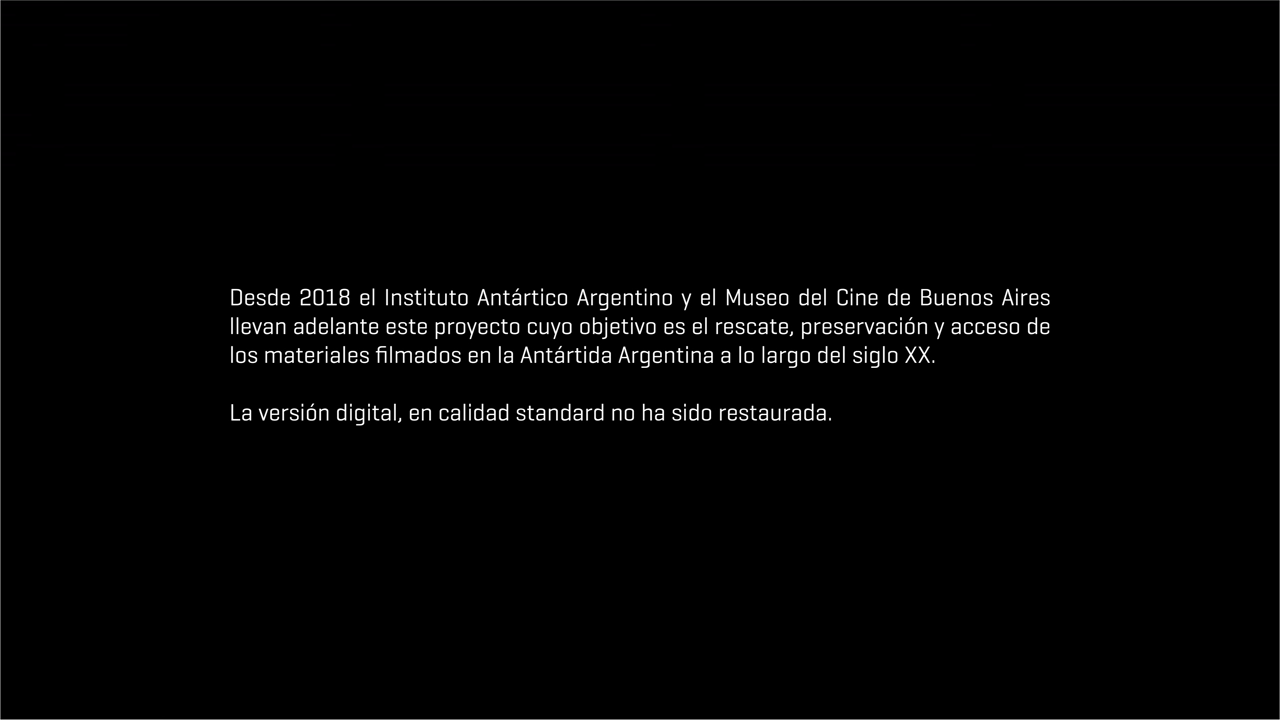 Desde 2018 el Instituto Antártico Argentino y el Museo del Cine de Buenos Aires
llevan adelante este proyecto cuyo objetivo es el rescate, preservación y acceso de
los materiales filmados en la Antártida Argentina a lo largo del siglo XX.
La versión digital, en calidad standard no ha sido restaurada.